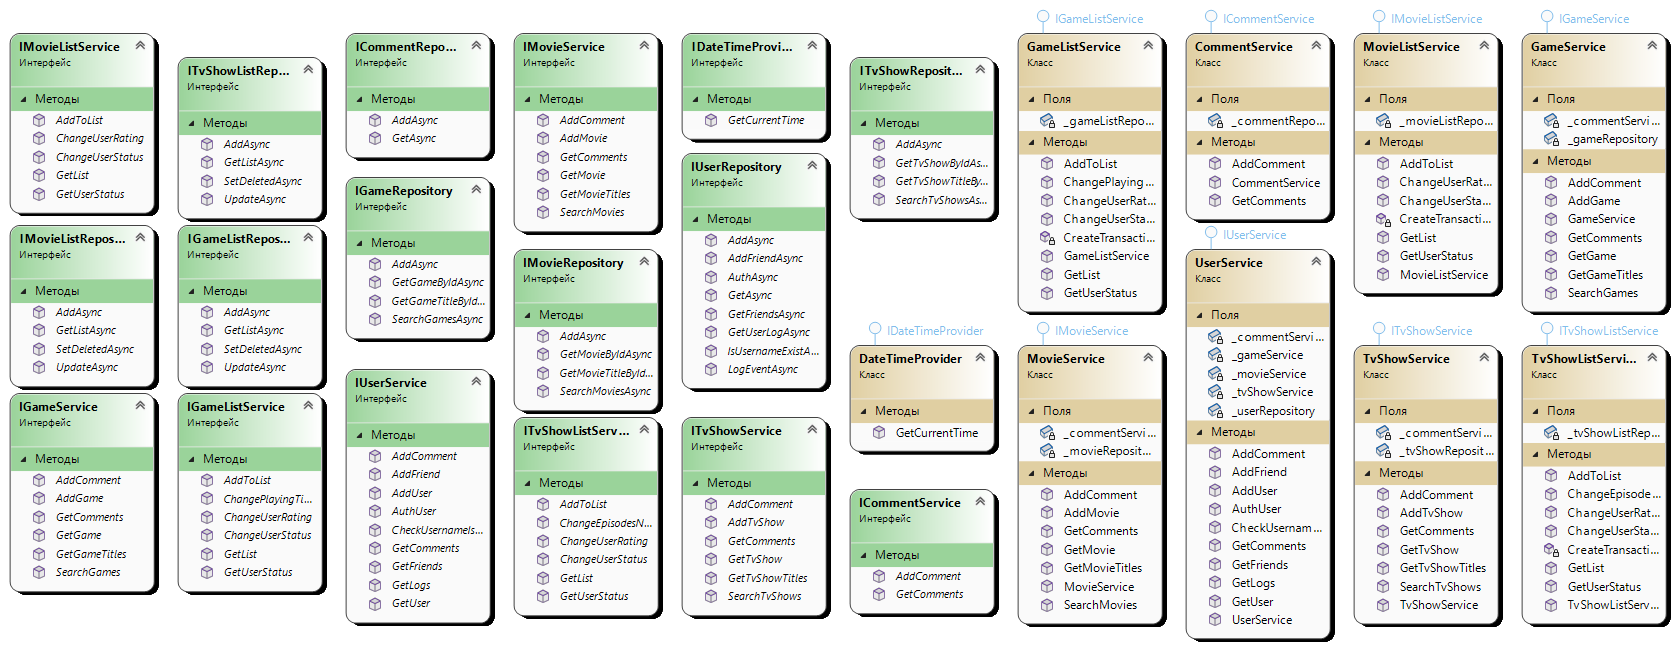 IMovieListService
Интерфейс
Методы
AddToList
ChangeUserRating
ChangeUserStatus
GetList
GetUserStatus
IMovieListRepos...
Интерфейс
Методы
AddAsync
GetListAsync
SetDeletedAsync
UpdateAsync
IGameService
Интерфейс
Методы
AddComment
AddGame
GetComments
GetGame
GetGameTitles
SearchGames
ITvShowListRep...
Интерфейс
Методы
AddAsync
GetListAsync
SetDeletedAsync
UpdateAsync
IGameListRepos...
Интерфейс
Методы
AddAsync
GetListAsync
SetDeletedAsync
UpdateAsync
IGameListService
Интерфейс
Методы
AddToList
ChangePlayingTi...
ChangeUserRating
ChangeUserStatus
GetList
GetUserStatus
ICommentRepo...
Интерфейс
Методы
AddAsync
GetAsync
IGameRepository
Интерфейс
Методы
AddAsync
GetGameByIdAsync
GetGameTitleById...
SearchGamesAsync
IUserService
Интерфейс
Методы
AddComment
AddFriend
AddUser
AuthUser
CheckUsernameIs...
GetComments
GetFriends
GetLogs
GetUser
IMovieService
Интерфейс
Методы
AddComment
AddMovie
GetComments
GetMovie
GetMovieTitles
SearchMovies
IMovieRepository
Интерфейс
Методы
AddAsync
GetMovieByIdAsync
GetMovieTitleById...
SearchMoviesAsync
ITvShowListServ...
Интерфейс
Методы
AddToList
ChangeEpisodesN...
ChangeUserRating
ChangeUserStatus
GetList
GetUserStatus
IDateTimeProvi...
Интерфейс
Методы
GetCurrentTime
IUserRepository
Интерфейс
Методы
AddAsync
AddFriendAsync
AuthAsync
GetAsync
GetFriendsAsync
GetUserLogAsync
IsUsernameExistA...
LogEventAsync
ITvShowService
Интерфейс
Методы
AddComment
AddTvShow
GetComments
GetTvShow
GetTvShowTitles
SearchTvShows
ITvShowReposit...
Интерфейс
Методы
AddAsync
GetTvShowByIdAs...
GetTvShowTitleBy...
SearchTvShowsAs...
IDateTimeProvider
DateTimeProvider
Класс
Методы
GetCurrentTime
ICommentService
Интерфейс
Методы
AddComment
GetComments
IGameListService
GameListService
Класс
Поля
_gameListRepo...
Методы
AddToList
ChangePlaying...
ChangeUserRat...
ChangeUserSta...
CreateTransacti...
GameListService
GetList
GetUserStatus
IMovieService
MovieService
Класс
Поля
_commentServi...
_movieReposit...
Методы
AddComment
AddMovie
GetComments
GetMovie
GetMovieTitles
MovieService
SearchMovies
ICommentService
CommentService
Класс
Поля
_commentRepo...
Методы
AddComment
CommentService
GetComments
IUserService
UserService
Класс
Поля
_commentServi...
_gameService
_movieService
_tvShowService
_userRepository
Методы
AddComment
AddFriend
AddUser
AuthUser
CheckUsernam...
GetComments
GetFriends
GetLogs
GetUser
UserService
IMovieListService
MovieListService
Класс
Поля
_movieListRepo...
Методы
AddToList
ChangeUserRat...
ChangeUserSta...
CreateTransacti...
GetList
GetUserStatus
MovieListService
ITvShowService
TvShowService
Класс
Поля
_commentServi...
_tvShowReposit...
Методы
AddComment
AddTvShow
GetComments
GetTvShow
GetTvShowTitles
SearchTvShows
TvShowService
IGameService
GameService
Класс
Поля
_commentServi...
_gameRepository
Методы
AddComment
AddGame
GameService
GetComments
GetGame
GetGameTitles
SearchGames
ITvShowListService
TvShowListServi...
Класс
Поля
_tvShowListRep...
Методы
AddToList
ChangeEpisode...
ChangeUserRat...
ChangeUserSta...
CreateTransacti...
GetList
GetUserStatus
TvShowListServ...